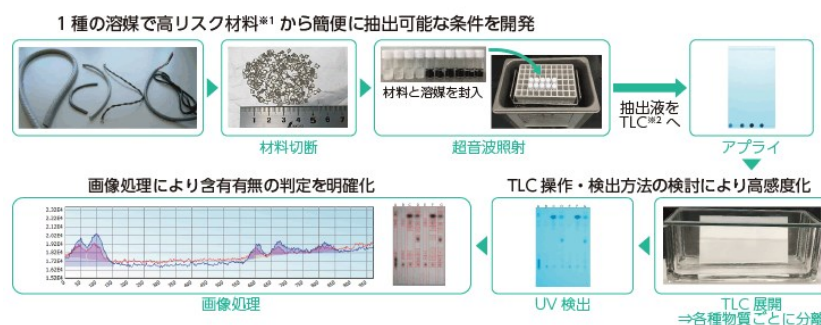 1種の溶媒で高リスク材料※1から簡便に抽出可能な条件を開発
材料切断
材料と溶媒を封入
超音波照射
抽出液を
TLC※2へ
アプライ
画像処理により含有有無の判定を明確化
TLC操作・検出方法の検討により高感度化
画像処理
UV検出
TLC展開
⇒各種物質ごとに分離